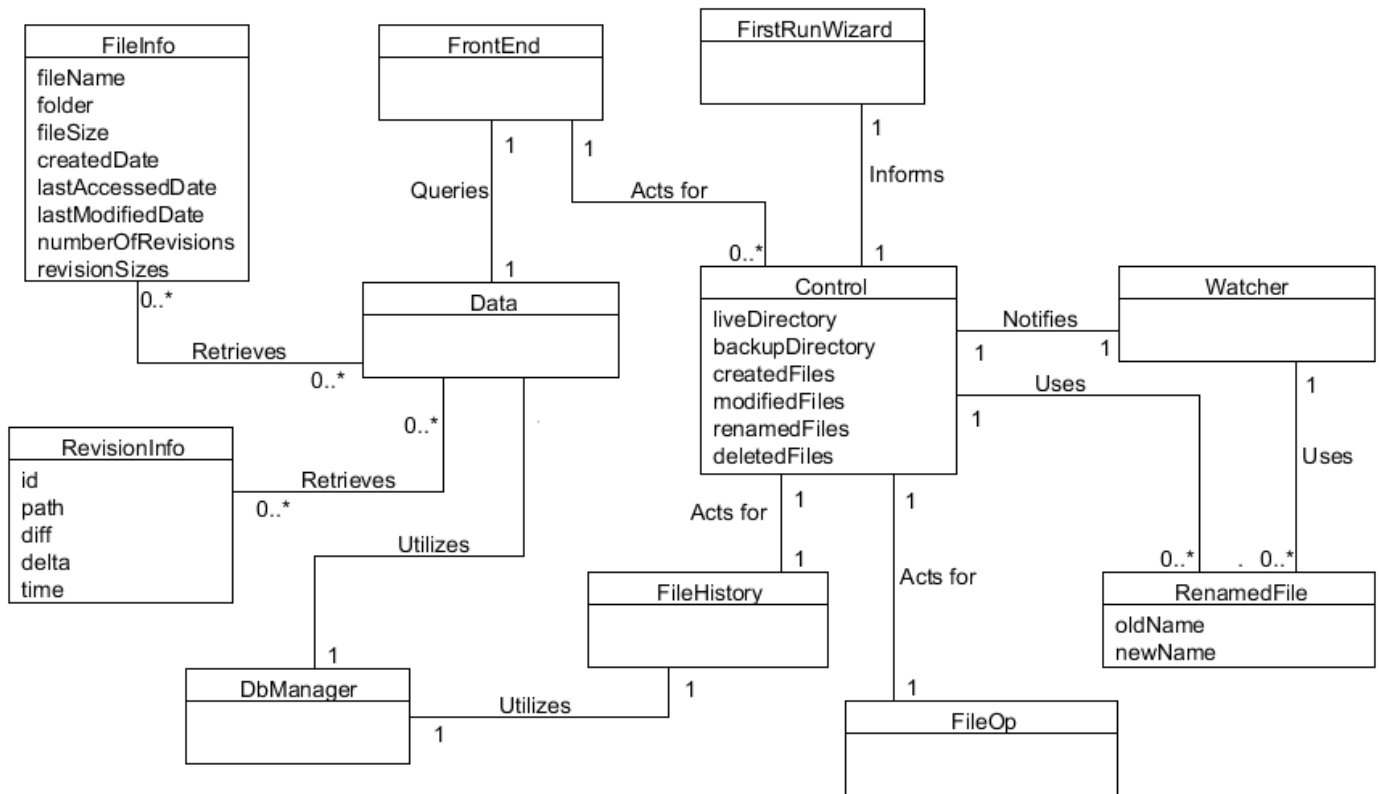 FileInfo
fileName
folder
fileSize
createdDate
lastAccessedDate
lastModifiedDate
numberOfRevisions
revisionSizes
FrontEnd
FirstRunWizard
1
1
1
Queries
Acts for
Informs
1
0..*
1
0..*
Retrieves
0..*
Data
Control
liveDirectory
backupDirectory
createdFiles
modifiedFiles
renamedFiles
deletedFiles
Watcher
Notifies
1
1
Uses
1
1
Uses
0..*
0..*
RevisionInfo
id
path
diff
delta
time
0..*
Retrieves
0..*
Utilizes
1
Acts for
1
1
Acts for
1
1
FileHistory
RenamedFile
oldName
newName
DbManager
Utilizes
1
1
FileOp